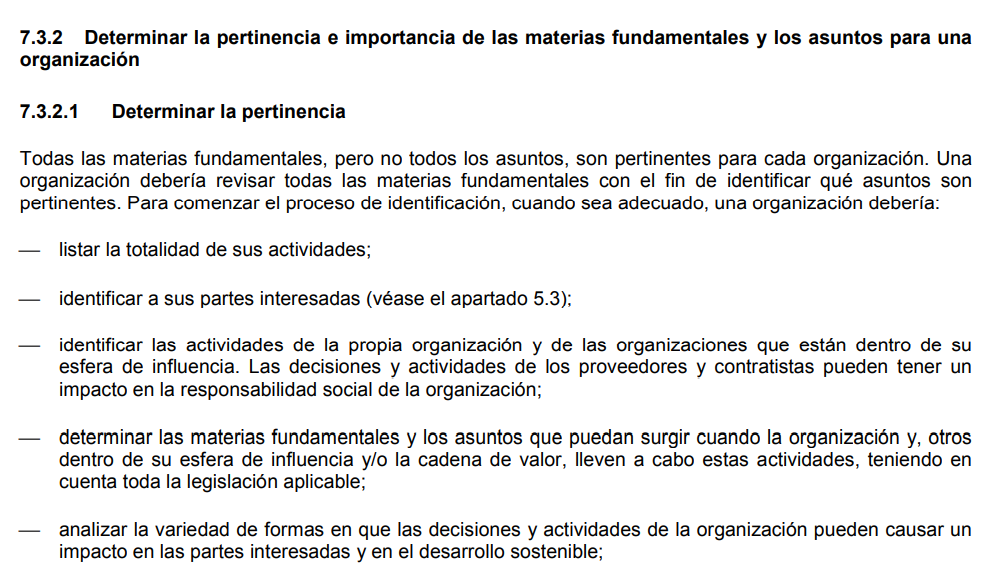 7.3.2 Determinar la pertinencia e importancia de las materias fundamentales y los asuntos para una
organización
7.3.2.1 Determinar la pertinencia
Todas las materias fundamentales, pero no todos los asuntos, son pertinentes para cada organización. Una
organización debería revisar todas las materias fundamentales con el fin de identificar qué asuntos son
pertinentes. Para comenzar el proceso de identificación, cuando sea adecuado, una organización debería:
— listar la totalidad de sus actividades;
— identificar a sus partes interesadas (véase el apartado 5.3);
— identificar las actividades de la propia organización y de las organizaciones que están dentro de su
esfera de influencia. Las decisiones y actividades de los proveedores y contratistas pueden tener un
impacto en la responsabilidad social de la organización;
— determinar las materias fundamentales y los asuntos que puedan surgir cuando la organización y, otros
dentro de su esfera de influencia y/o la cadena de valor, lleven a cabo estas actividades, teniendo en
cuenta toda la legislación aplicable;
— analizar la variedad de formas en que las decisiones y actividades de la organización pueden causar un
impacto en las partes interesadas y en el desarrollo sostenible;